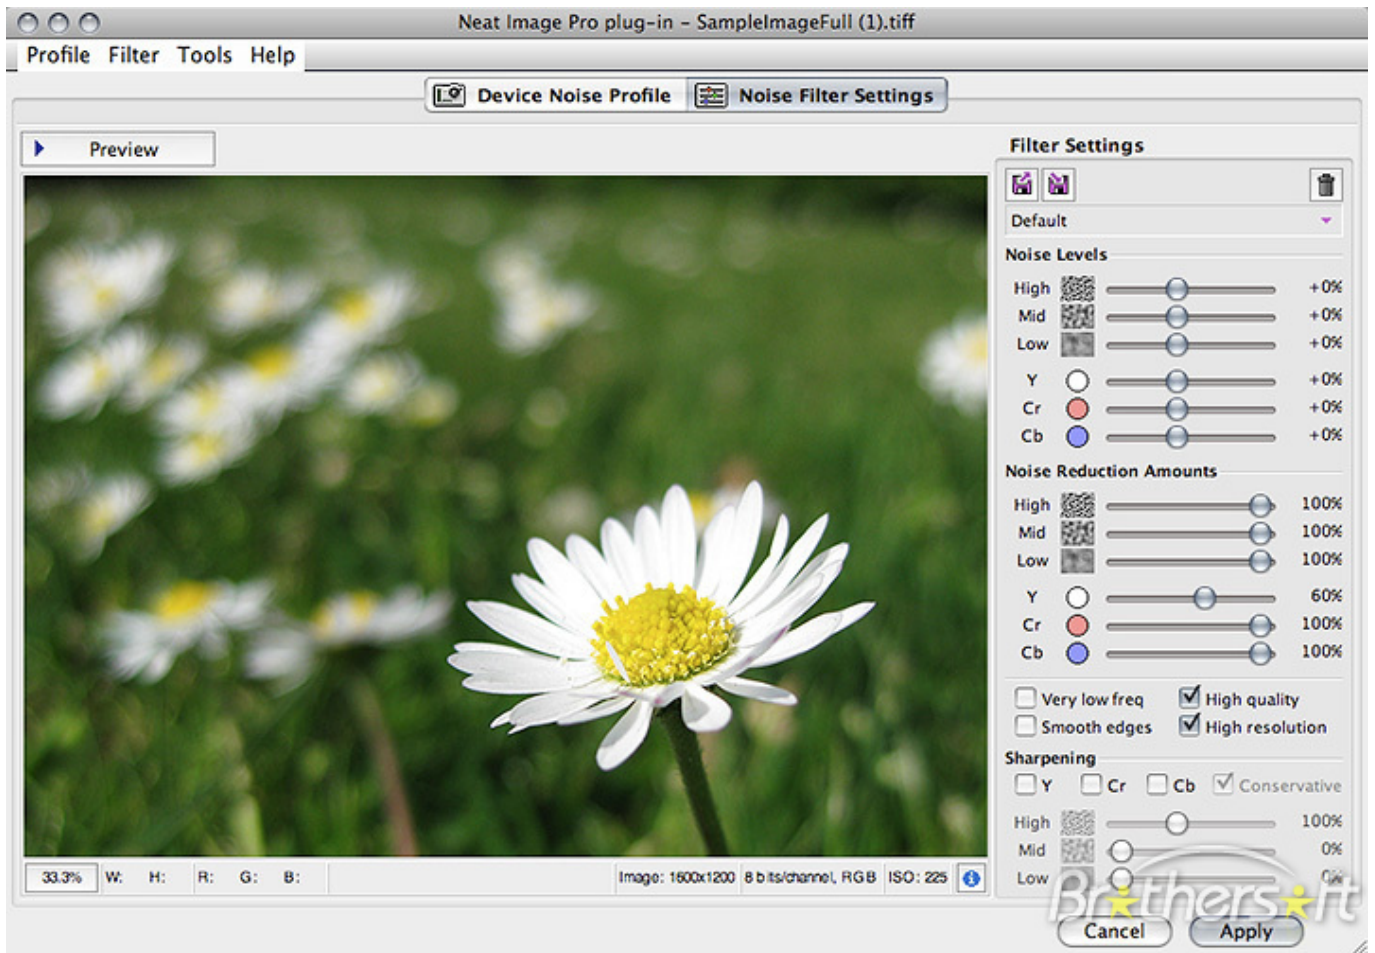 Neat Image Pro plug-in – SampleImageFull (1).tiff
Profile Filter Tools Help
Device Noise Profile Noise Filter Settings
Preview
Filter Settings
Default
Noise Levels
High +0%
Mid +0%
Low +0%
Y +0%
Cr +0%
Cb +0%
Noise Reduction Amounts
High 100%
Mid 100%
Low 100%
Y 60%
Cr 100%
Cb 100%
Very low freq High quality
Smooth edges High resolution
Sharpening
Y Cr Cb Conservative
High 100%
Mid 0%
Low 0%
33.3% W: H: R: G: B: Image: 1600x1200 8 bits/channel, RGB ISO: 225
Brothers★ft
Cancel Apply